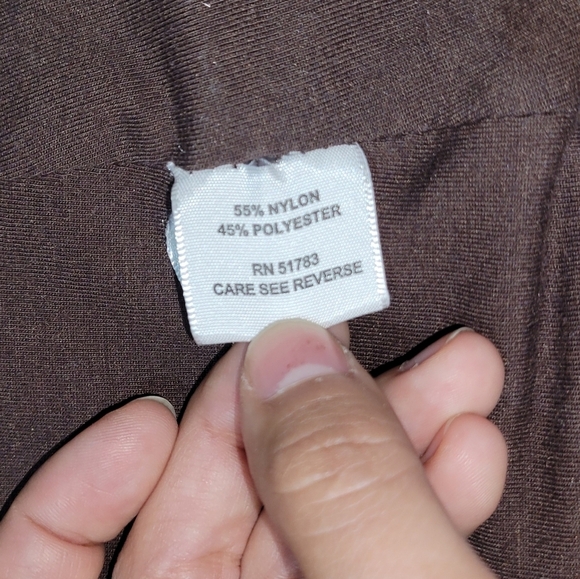 55% NYLON
45% POLYESTER
RN 51783
CARE SEE REVERSE